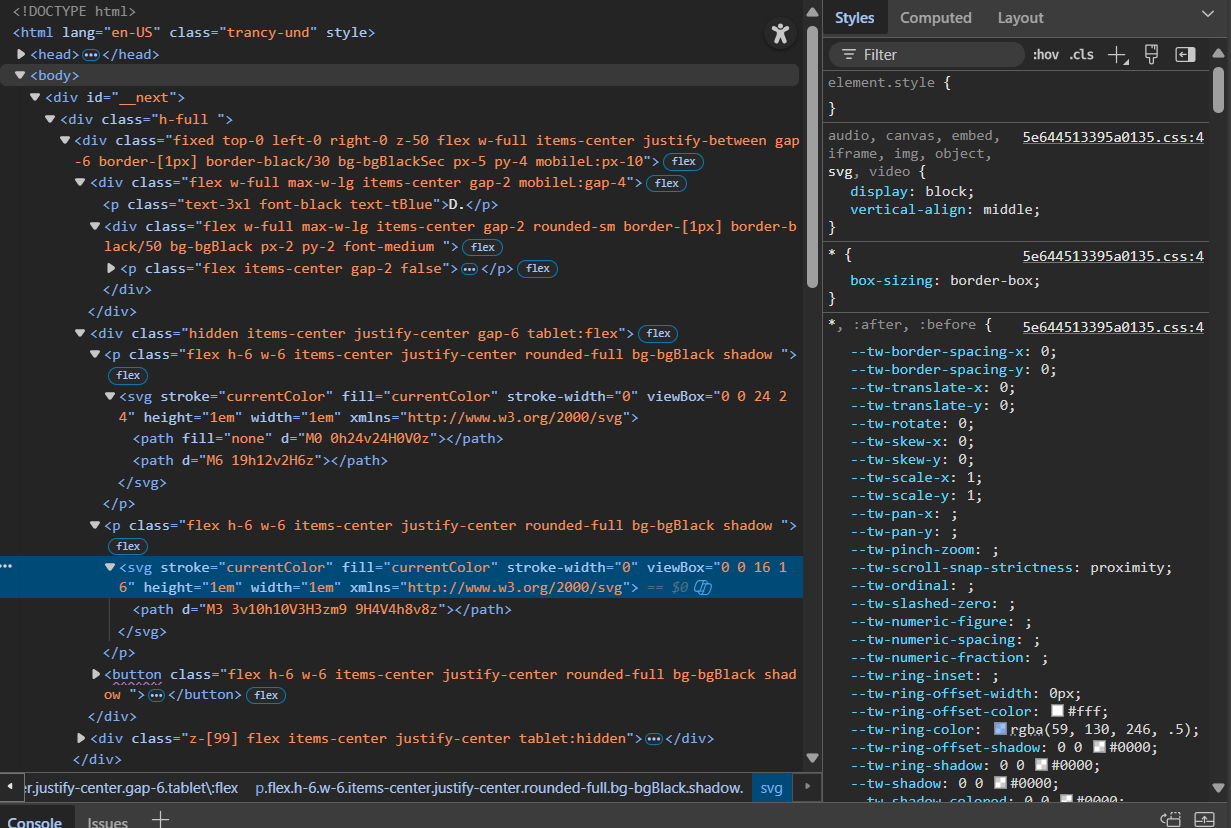 <!DOCTYPE html>
<html lang="en-US" class="trancy-und" style>
<head> ••• </head>
<body>
<div id="__next">
<div class="h-full ">
<div class="fixed top-0 left-0 right-0 z-50 flex w-full items-center justify-between gap
-6 border-[1px] border-black/30 bg-bgBlackSec px-5 py-4 mobileL:px-10"> flex
<div class="flex w-full max-w-lg items-center gap-2 mobileL:gap-4"> flex
<p class="text-3xl font-black text-tBlue">D.</p>
<div class="flex w-full max-w-lg items-center gap-2 rounded-sm border-[1px] border-b
lack/50 bg-bgBlack px-2 py-2 font-medium "> flex
<p class="flex items-center gap-2 false"> ••• </p> flex
</div>
</div>
<div class="hidden items-center justify-center gap-6 tablet:flex"> flex
<p class="flex h-6 w-6 items-center justify-center rounded-full bg-bgBlack shadow ">
flex
<svg stroke="currentColor" fill="currentColor" stroke-width="0" viewBox="0 0 24 2
4" height="1em" width="1em" xmlns="http://www.w3.org/2000/svg">
<path fill="none" d="M0 0h24v24H0V0z"></path>
<path d="M6 19h12v2H6z"></path>
</svg>
</p>
<p class="flex h-6 w-6 items-center justify-center rounded-full bg-bgBlack shadow ">
flex
••• <svg stroke="currentColor" fill="currentColor" stroke-width="0" viewBox="0 0 16 1
6" height="1em" width="1em" xmlns="http://www.w3.org/2000/svg"> == $0
<path d="M3 3v10h10V3H3zm9 9H4V4h8v8z"></path>
</svg>
</p>
<button class="flex h-6 w-6 items-center justify-center rounded-full bg-bgBlack shad
ow "> ••• </button> flex
</div>
<div class="z-[99] flex items-center justify-center tablet:hidden"> ••• </div>
</div>
er.justify-center.gap-6.tablet\:flex p.flex.h-6.w-6.items-center.justify-center.rounded-full.bg-bgBlack.shadow. svg
Console Issues
Styles Computed Layout
Filter :hov .cls
element.style {
}
audio, canvas, embed, 5e644513395a0135.css:4
iframe, img, object,
svg, video {
display: block;
vertical-align: middle;
}
* { 5e644513395a0135.css:4
box-sizing: border-box;
}
*, :after, :before { 5e644513395a0135.css:4
--tw-border-spacing-x: 0;
--tw-border-spacing-y: 0;
--tw-translate-x: 0;
--tw-translate-y: 0;
--tw-rotate: 0;
--tw-skew-x: 0;
--tw-skew-y: 0;
--tw-scale-x: 1;
--tw-scale-y: 1;
--tw-pan-x: ;
--tw-pan-y: ;
--tw-pinch-zoom: ;
--tw-scroll-snap-strictness: proximity;
--tw-ordinal: ;
--tw-slashed-zero: ;
--tw-numeric-figure: ;
--tw-numeric-spacing: ;
--tw-numeric-fraction: ;
--tw-ring-inset: ;
--tw-ring-offset-width: 0px;
--tw-ring-offset-color: #fff;
--tw-ring-color: rgba(59, 130, 246, .5);
--tw-ring-offset-shadow: 0 0 #0000;
--tw-ring-shadow: 0 0 #0000;
--tw-shadow: 0 0 #0000;
--tw-shadow-colored: 0 0 #0000;